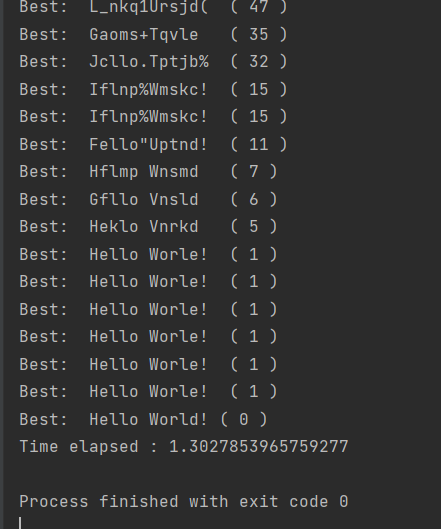 Best:  L_nkq1Ursjd(  ( 47 )
Best:  Gaoms+Tqvle   ( 35 )
Best:  Jcllo.Tptjb%  ( 32 )
Best:  Iflnp%Wmskc!  ( 15 )
Best:  Iflnp%Wmskc!  ( 15 )
Best:  Fello"Uptnd!  ( 11 )
Best:  Hflmp Wnsmd   ( 7 )
Best:  Gfllo Vnsld   ( 6 )
Best:  Heklo Vnrkd   ( 5 )
Best:  Hello Worle!  ( 1 )
Best:  Hello Worle!  ( 1 )
Best:  Hello Worle!  ( 1 )
Best:  Hello Worle!  ( 1 )
Best:  Hello Worle!  ( 1 )
Best:  Hello Worle!  ( 1 )
Best:  Hello World! ( 0 )
Time elapsed : 1.3027853965759277
Process finished with exit code 0